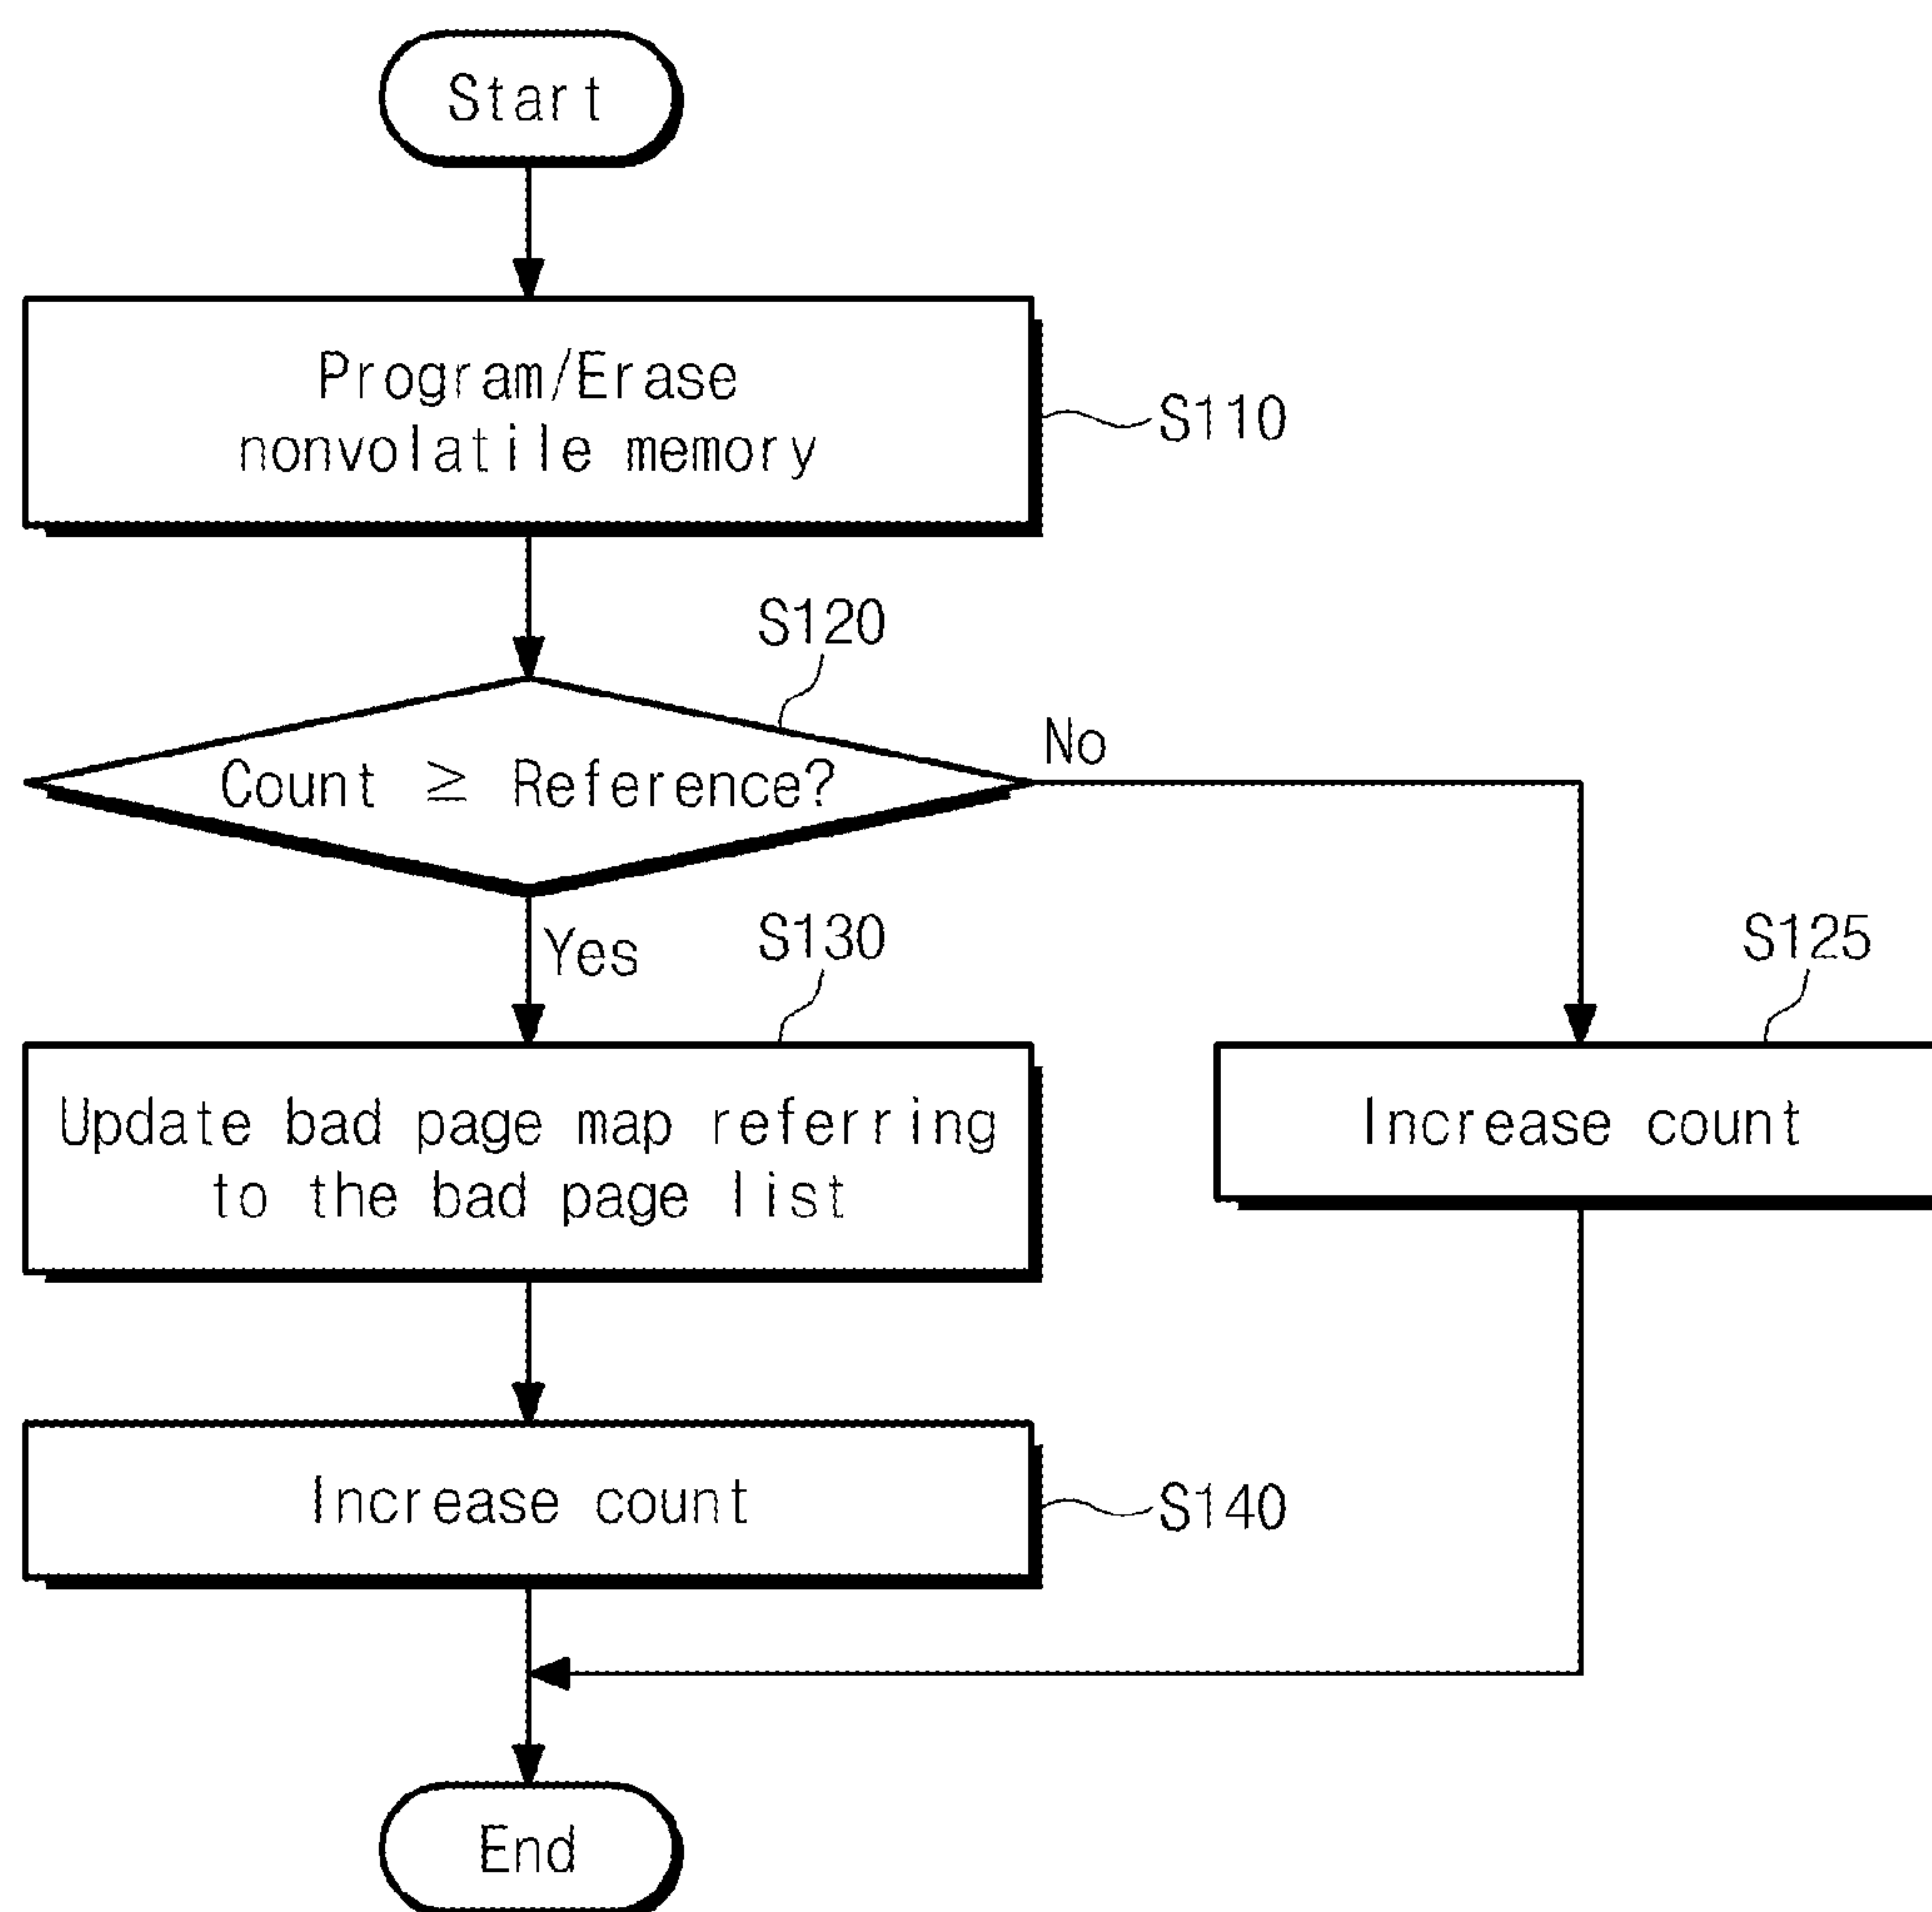 Start
Program/Erase
nonvolatile memory
S110
S120
Count ≥ Reference?
No
Yes
S130
S125
Update bad page map referring
to the bad page list
Increase count
Increase count
S140
End